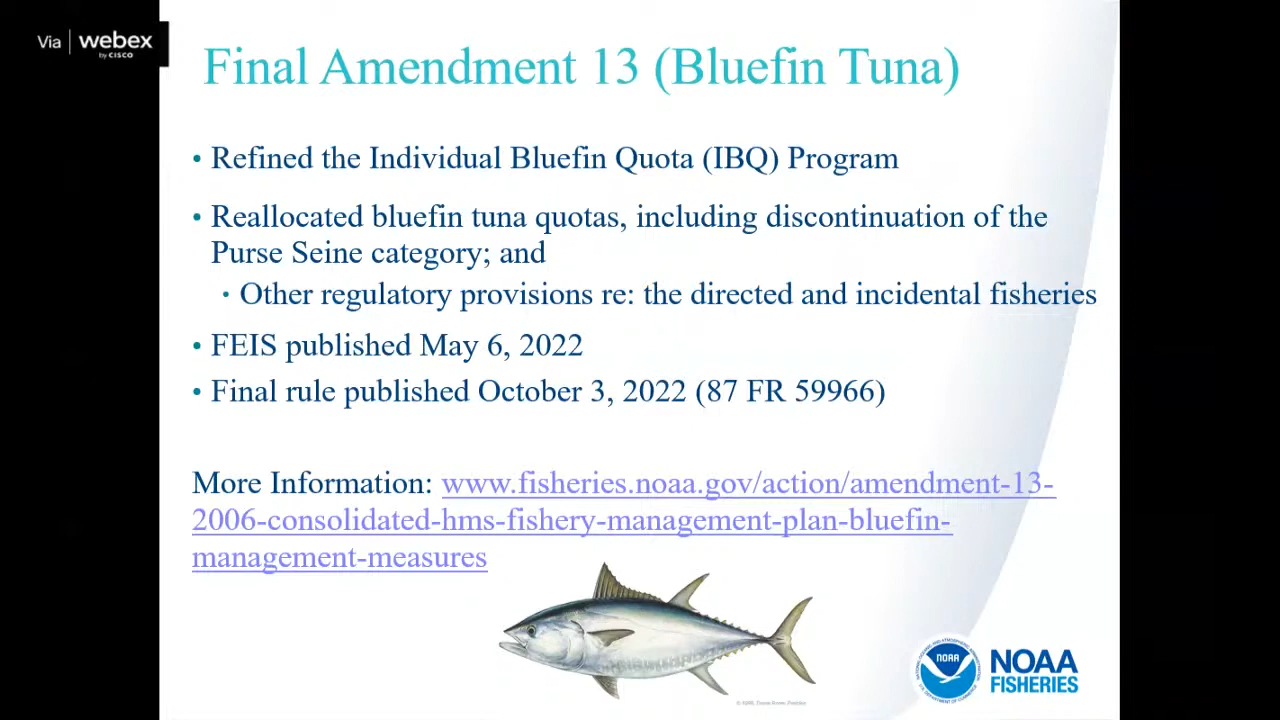 Via | webex
by CISCO
Final Amendment 13 (Bluefin Tuna)
• Refined the Individual Bluefin Quota (IBQ) Program
• Reallocated bluefin tuna quotas, including discontinuation of the
Purse Seine category; and
• Other regulatory provisions re: the directed and incidental fisheries
• FEIS published May 6, 2022
• Final rule published October 3, 2022 (87 FR 59966)
More Information: www.fisheries.noaa.gov/action/amendment-13-
2006-consolidated-hms-fishery-management-plan-bluefin-
management-measures
NOAA
NOAA
FISHERIES